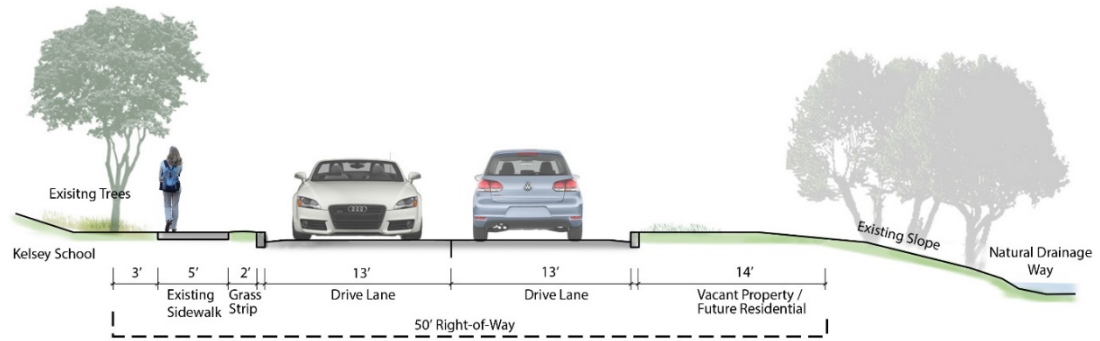 Exisitng Trees
Kelsey School
Existing Slope
Natural Drainage
Way
3' 5' 2' 13' 13' 14'
Existing
Sidewalk
Grass
Strip
Drive Lane
Drive Lane
Vacant Property /
Future Residential
50' Right-of-Way